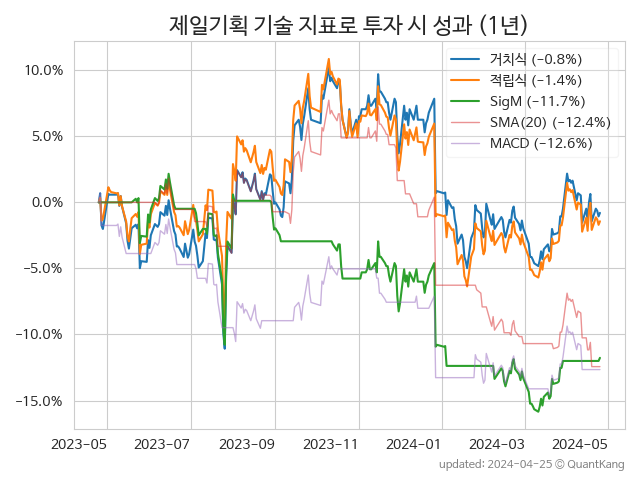 제일기획 기술 지표로 투자 시 성과 (1년)
거치식 (−0.8%)
적립식 (−1.4%)
SigM (−11.7%)
SMA(20) (−12.4%)
MACD (−12.6%)
10.0%
5.0%
0.0%
−5.0%
−10.0%
−15.0%
2023−05 2023−07 2023−09 2023−11 2024−01 2024−03 2024−05
updated: 2024-04-25 © QuantKang